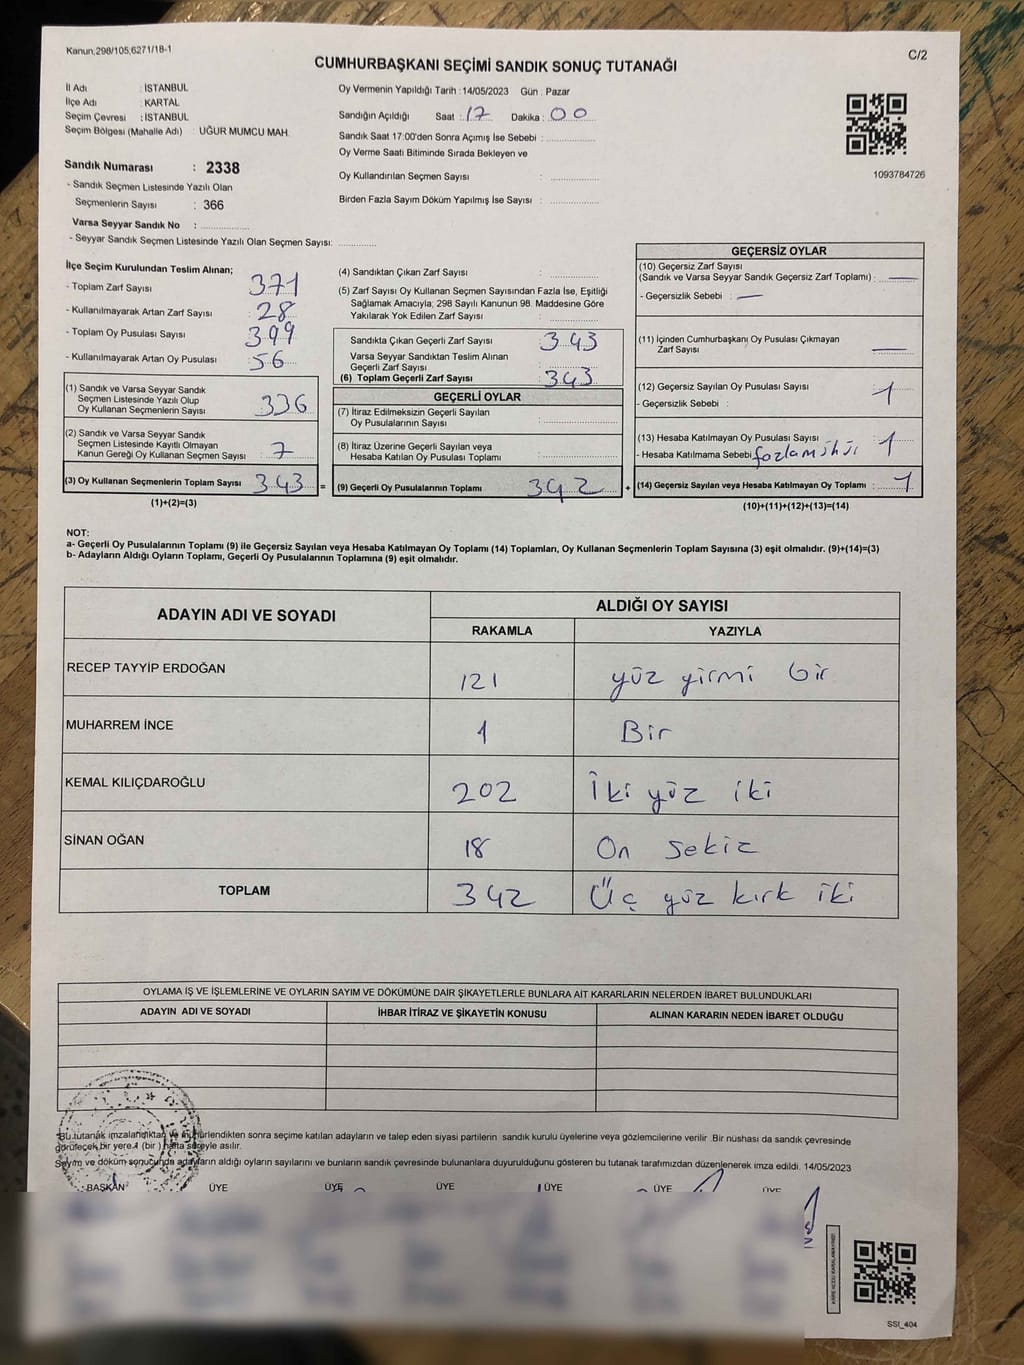 Kanun,298/105,6271/18-1
C/2
CUMHURBAŞKANI SEÇİMİ SANDIK SONUÇ TUTANAĞI
İl Adı : İSTANBUL
İlçe Adı : KARTAL
Seçim Çevresi : İSTANBUL
Seçim Bölgesi (Mahalle Adı) : UĞUR MUMCU MAH.
Sandık Numarası : 2338
- Sandık Seçmen Listesinde Yazılı Olan
Seçmenlerin Sayısı : 366
Varsa Seyyar Sandık No :
- Seyyar Sandık Seçmen Listesinde Yazılı Olan Seçmen Sayısı:
Oy Vermenin Yapıldığı Tarih : 14/05/2023 Gün : Pazar
Sandığın Açıldığı Saat : 17 Dakika : 00
Sandık Saat 17:00'den Sonra Açımış İse Sebebi :
Oy Verme Saati Bitiminde Sırada Bekleyen ve
Oy Kullandırılan Seçmen Sayısı :
Birden Fazla Sayım Döküm Yapılmış İse Sayısı :
1093784726
İlçe Seçim Kurulundan Teslim Alınan;
- Toplam Zarf Sayısı : 371
- Kullanılmayarak Artan Zarf Sayısı : 28
- Toplam Oy Pusulası Sayısı : 399
- Kullanılmayarak Artan Oy Pusulası : 56
(1) Sandık ve Varsa Seyyar Sandık
Seçmen Listesinde Yazılı Olup
Oy Kullanan Seçmenlerin Sayısı : 336
(2) Sandık ve Varsa Seyyar Sandık
Seçmen Listesinde Kayıtlı Olmayan
Kanun Gereği Oy Kullanan Seçmen Sayısı : 7
(3) Oy Kullanan Seçmenlerin Toplam Sayısı : 343 =
(1)+(2)=(3)
(4) Sandıktan Çıkan Zarf Sayısı :
(5) Zarf Sayısı Oy Kullanan Seçmen Sayısından Fazla İse, Eşitliği
Sağlamak Amacıyla; 298 Sayılı Kanunun 98. Maddesine Göre
Yakılarak Yok Edilen Zarf Sayısı :
Sandıkta Çıkan Geçerli Zarf Sayısı : 343
Varsa Seyyar Sandıktan Teslim Alınan
Geçerli Zarf Sayısı :
(6) Toplam Geçerli Zarf Sayısı : 343
GEÇERLİ OYLAR
(7) İtiraz Edilmeksizin Geçerli Sayılan
Oy Pusulalarının Sayısı :
(8) İtiraz Üzerine Geçerli Sayılan veya
Hesaba Katılan Oy Pusulası Toplamı :
(9) Geçerli Oy Pusulalarının Toplamı : 342 +
GEÇERSİZ OYLAR
(10) Geçersiz Zarf Sayısı
(Sandık ve Varsa Seyyar Sandık Geçersiz Zarf Toplamı) : —
- Geçersizlik Sebebi : —
(11) İçinden Cumhurbaşkanı Oy Pusulası Çıkmayan
Zarf Sayısı : —
(12) Geçersiz Sayılan Oy Pusulası Sayısı : 1
- Geçersizlik Sebebi :
(13) Hesaba Katılmayan Oy Pusulası Sayısı : 1
- Hesaba Katılmama Sebebi
(14) Geçersiz Sayılan veya Hesaba Katılmayan Oy Toplamı : 1
(10)+(11)+(12)+(13)=(14)
NOT:
a- Geçerli Oy Pusulalarının Toplamı (9) ile Geçersiz Sayılan veya Hesaba Katılmayan Oy Toplamı (14) Toplamları, Oy Kullanan Seçmenlerin Toplam Sayısına (3) eşit olmalıdır. (9)+(14)=(3)
b- Adayların Aldığı Oyların Toplamı, Geçerli Oy Pusulalarının Toplamına (9) eşit olmalıdır.
ADAYIN ADI VE SOYADI ALDIĞI OY SAYISI
RAKAMLA YAZIYLA
RECEP TAYYİP ERDOĞAN 121 yüz yirmi bir
MUHARREM İNCE 1 Bir
KEMAL KILIÇDAROĞLU 202 İki yüz iki
SİNAN OĞAN 18 On Sekiz
TOPLAM 342 Üç yüz kırk iki
OYLAMA İŞ VE İŞLEMLERİNE VE OYLARIN SAYIM VE DÖKÜMÜNE DAİR ŞİKAYETLERLE BUNLARA AİT KARARLARIN NELERDEN İBARET BULUNDUKLARI
ADAYIN ADI VE SOYADI İHBAR İTİRAZ VE ŞİKAYETİN KONUSU ALINAN KARARIN NEDEN İBARET OLDUĞU
Bu tutanak imzalandıktan ve mühürlendikten sonra seçime katılan adayların ve talep eden siyasi partilerin sandık kurulu üyelerine veya gözlemcilerine verilir .Bir nüshası da sandık çevresinde
görülecek bir yere 1 (bir ) hafta süreyle asılır.
Sayım ve döküm sonucunda adayların aldığı oyların sayılarını ve bunların sandık çevresinde bulunanlara duyurulduğunu gösteren bu tutanak tarafımızdan düzenlenerek imza edildi. 14/05/2023
BAŞKAN ÜYE ÜYE ÜYE ÜYE ÜYE ÜYE
SSI_404